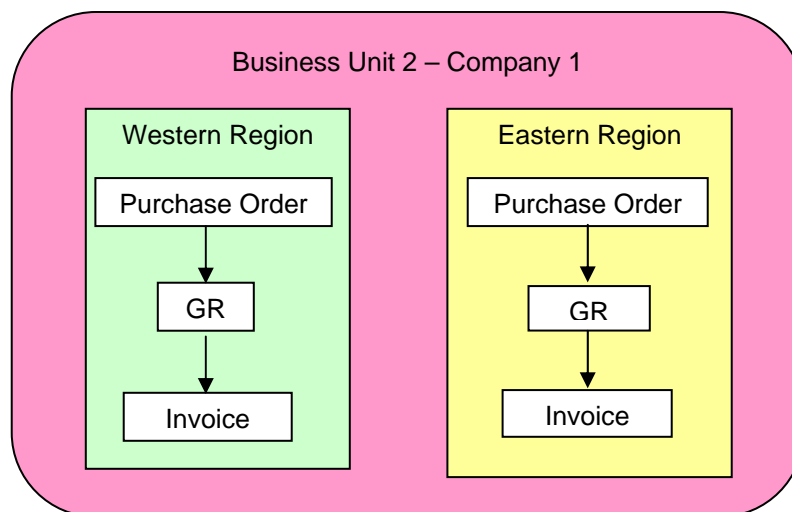 Business Unit 2 – Company 1
Western Region
Purchase Order
GR
Invoice
Eastern Region
Purchase Order
GR
Invoice